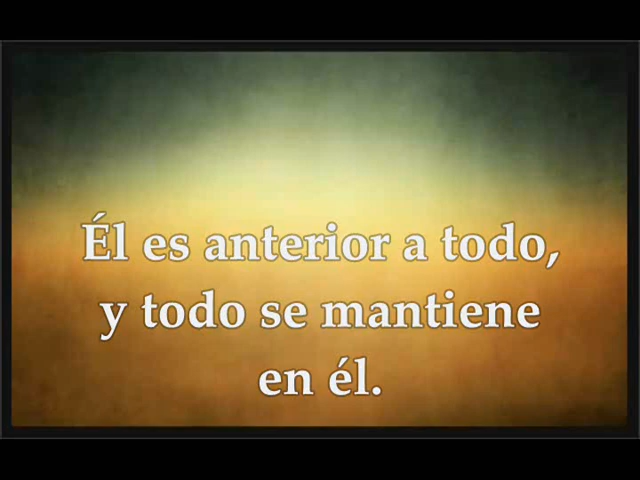 Él es anterior a todo,
y todo se mantiene
en él.